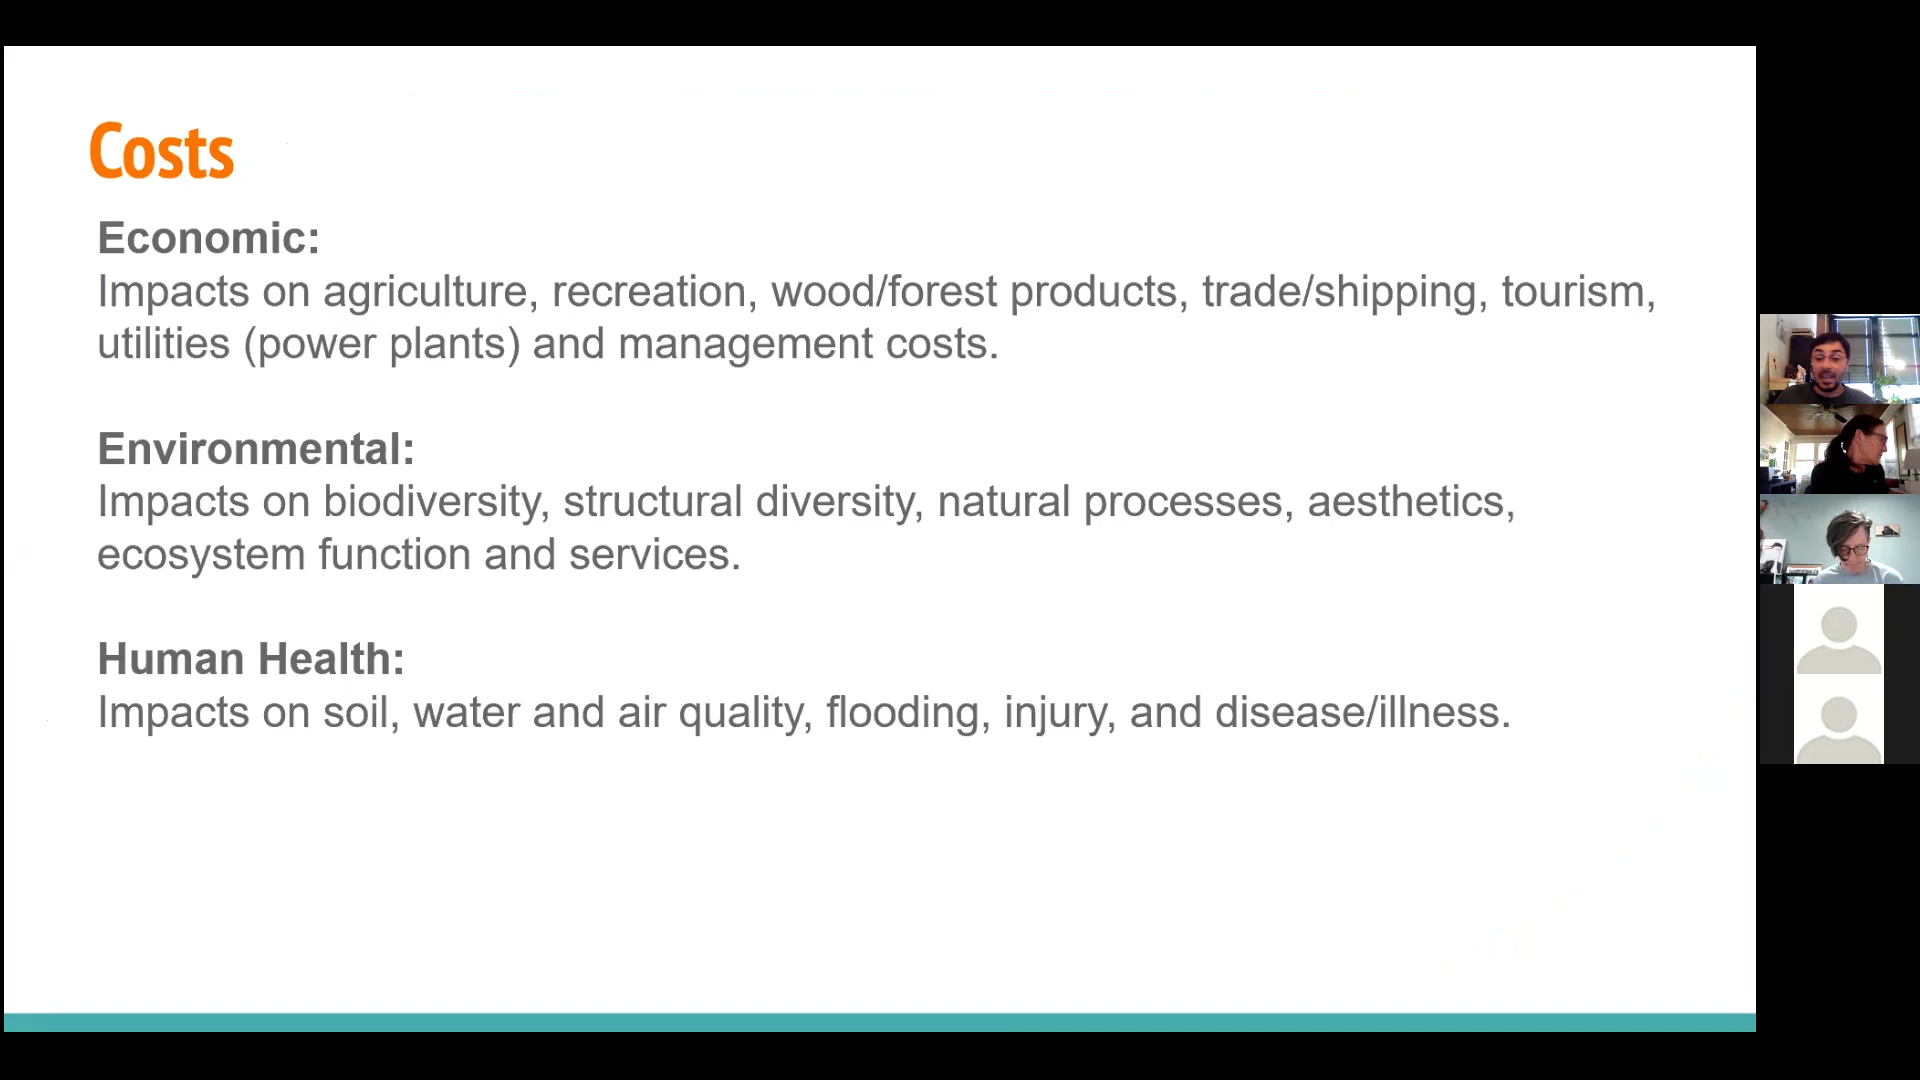 Costs
Economic:
Impacts on agriculture, recreation, wood/forest products, trade/shipping, tourism,
utilities (power plants) and management costs.
Environmental:
Impacts on biodiversity, structural diversity, natural processes, aesthetics,
ecosystem function and services.
Human Health:
Impacts on soil, water and air quality, flooding, injury, and disease/illness.